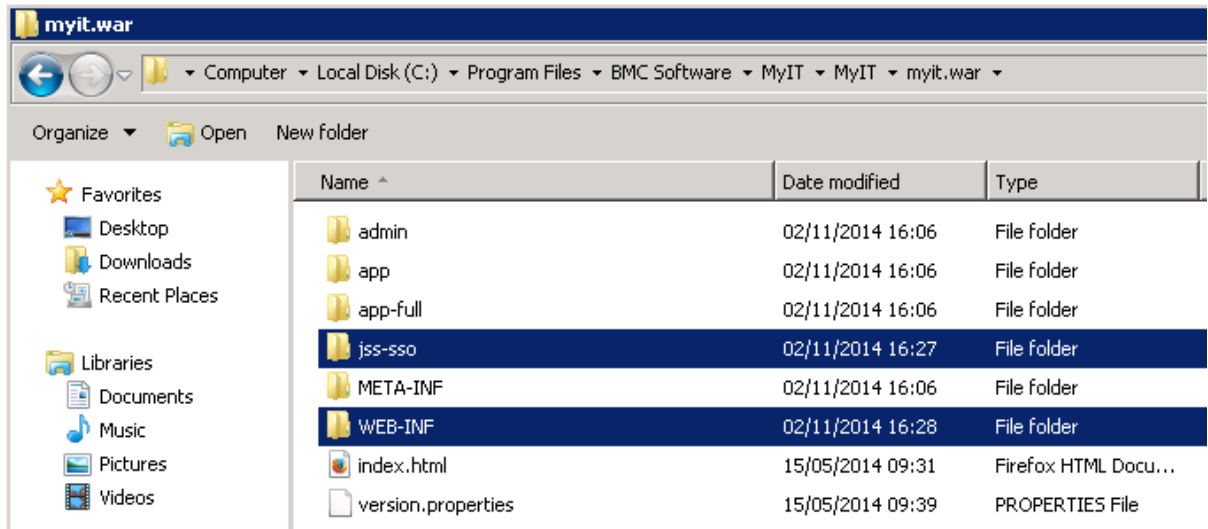 myit.war
Computer Local Disk (C:) Program Files BMC Software MyIT MyIT myit.war
Organize Open New folder
Favorites
Desktop
Downloads
Recent Places
Libraries
Documents
Music
Pictures
Videos
Name Date modified Type
admin 02/11/2014 16:06 File folder
app 02/11/2014 16:06 File folder
app-full 02/11/2014 16:06 File folder
jss-sso 02/11/2014 16:27 File folder
META-INF 02/11/2014 16:06 File folder
WEB-INF 02/11/2014 16:28 File folder
index.html 15/05/2014 09:31 Firefox HTML Docu...
version.properties 15/05/2014 09:39 PROPERTIES File